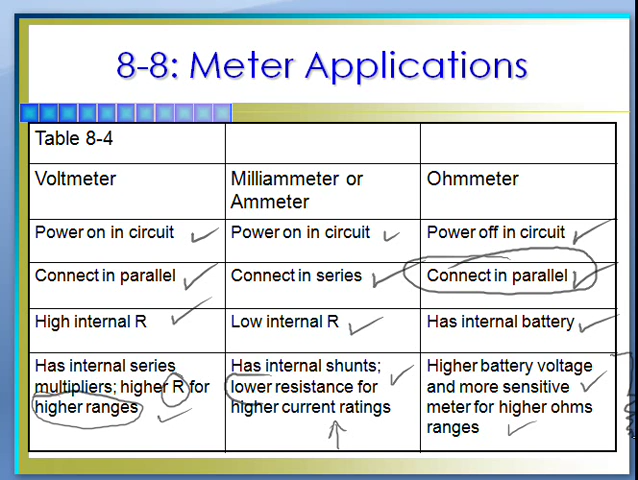 8-8: Meter Applications
Table 8-4
Voltmeter
Milliammeter or
Ammeter
Ohmmeter
Power on in circuit
Power on in circuit
Power off in circuit
Connect in parallel
Connect in series
Connect in parallel
High internal R
Low internal R
Has internal battery
Has internal series
multipliers; higher R for
higher ranges
Has internal shunts;
lower resistance for
higher current ratings
Higher battery voltage
and more sensitive
meter for higher ohms
ranges